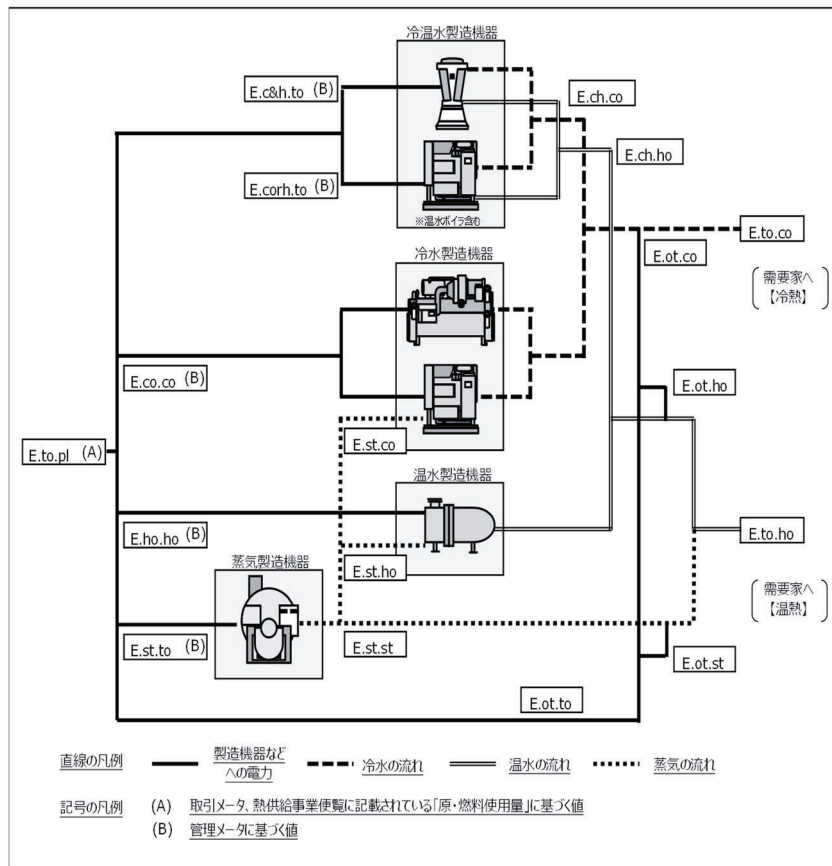 冷温水製造機器
E.c&h.to (B)
E.ch.co
E.ch.ho
E.corh.to (B)
※温水ボイラ含む
E.to.co
冷水製造機器
E.ot.co
需要家へ
【冷熱】
E.co.co (B)
E.ot.ho
E.st.co
E.to.pl (A)
温水製造機器
E.ho.ho (B)
E.to.ho
蒸気製造機器
E.st.ho
需要家へ
【温熱】
E.st.to (B)
E.st.st
E.ot.st
E.ot.to
直線の凡例 製造機器など
への電力 冷水の流れ 温水の流れ 蒸気の流れ
記号の凡例 (A) 取引メータ、熱供給事業便覧に記載されている「原・燃料使用量」に基づく値
(B) 管理メータに基づく値